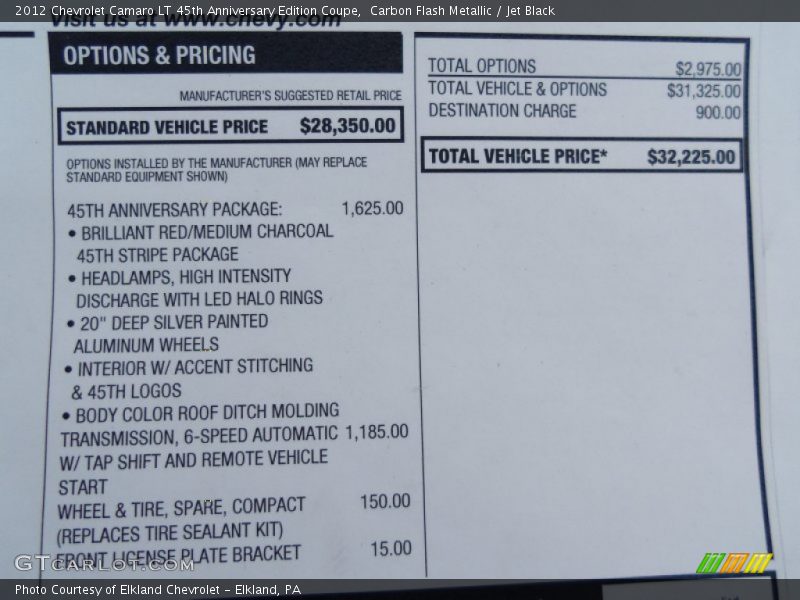 2012 Chevrolet Camaro LT 45th Anniversary Edition Coupe,  Carbon Flash Metallic / Jet Black
Visit us at www.chevy.com
OPTIONS & PRICING
MANUFACTURER'S SUGGESTED RETAIL PRICE
STANDARD VEHICLE PRICE $28,350.00
OPTIONS INSTALLED BY THE MANUFACTURER (MAY REPLACE
STANDARD EQUIPMENT SHOWN)
45TH ANNIVERSARY PACKAGE: 1,625.00
• BRILLIANT RED/MEDIUM CHARCOAL
45TH STRIPE PACKAGE
• HEADLAMPS, HIGH INTENSITY
DISCHARGE WITH LED HALO RINGS
• 20" DEEP SILVER PAINTED
ALUMINUM WHEELS
• INTERIOR W/ ACCENT STITCHING
& 45TH LOGOS
• BODY COLOR ROOF DITCH MOLDING
TRANSMISSION, 6-SPEED AUTOMATIC 1,185.00
W/ TAP SHIFT AND REMOTE VEHICLE
START
WHEEL & TIRE, SPARE, COMPACT 150.00
(REPLACES TIRE SEALANT KIT)
FRONT LICENSE PLATE BRACKET 15.00
TOTAL OPTIONS $2,975.00
TOTAL VEHICLE & OPTIONS $31,325.00
DESTINATION CHARGE 900.00
TOTAL VEHICLE PRICE* $32,225.00
GTCARLOT.COM
Photo Courtesy of Elkland Chevrolet - Elkland, PA